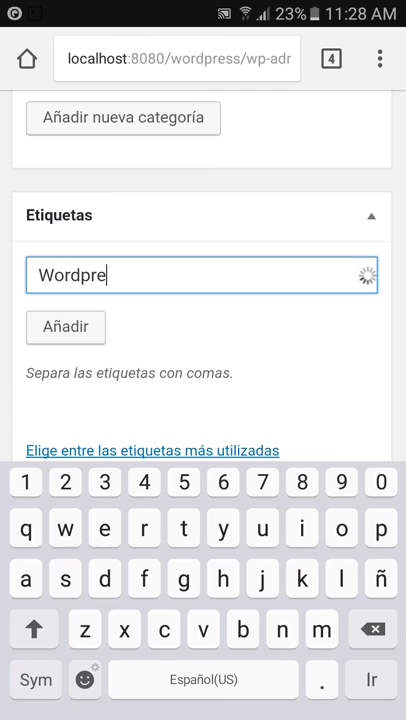 23% 11:28 AM
localhost:8080/wordpress/wp-adr
4
Añadir nueva categoría
Etiquetas
Wordpre
Añadir
Separa las etiquetas con comas.
Elige entre las etiquetas más utilizadas
1 2 3 4 5 6 7 8 9 0
q w e r t y u i o p
a s d f g h j k l ñ
z x c v b n m
Sym Español(US) . Ir